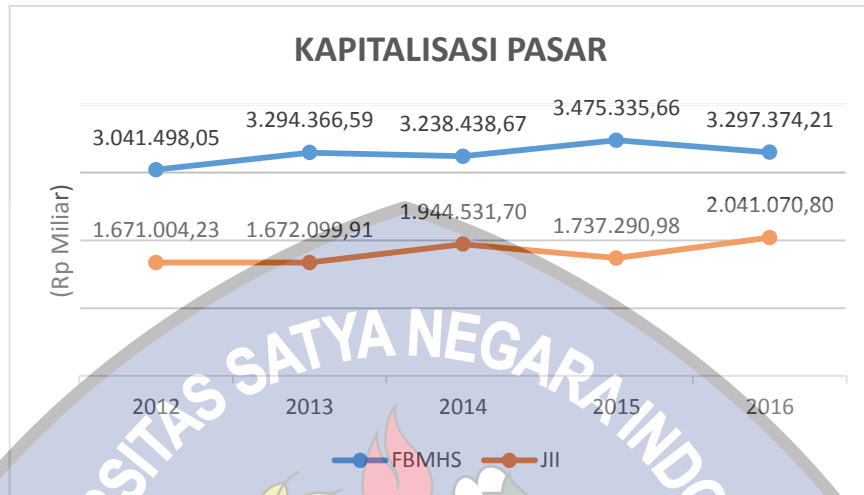 KAPITALISASI PASAR
3.041.498,05 3.294.366,59 3.238.438,67 3.475.335,66 3.297.374,21
1.671.004,23 1.672.099,91 1.944.531,70 1.737.290,98 2.041.070,80
(Rp Miliar)
2012 2013 2014 2015 2016
FBMHS JII
SATYA NEGARA